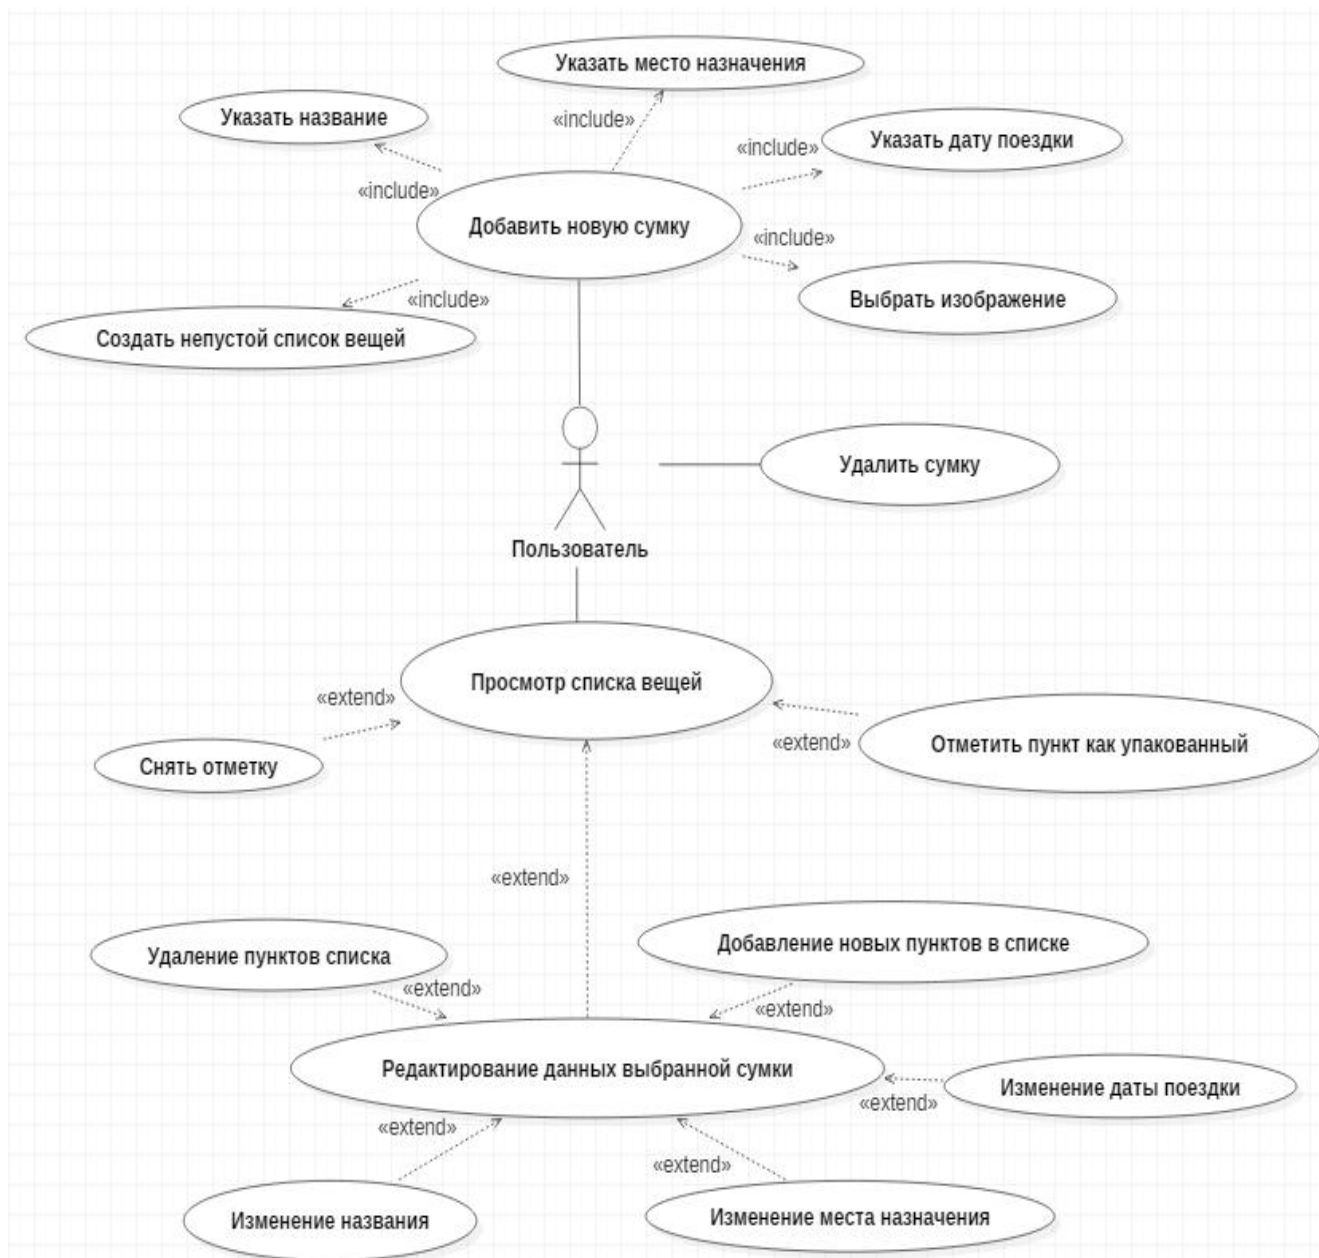 Указать место назначения
Указать название
«include»
Указать дату поездки
«include»
«include»
Добавить новую сумку
«include»
Выбрать изображение
«include»
Создать непустой список вещей
Удалить сумку
Пользователь
Просмотр списка вещей
«extend»
«extend»
Отметить пункт как упакованный
Снять отметку
«extend»
Добавление новых пунктов в списке
Удаление пунктов списка
«extend»
«extend»
Редактирование данных выбранной сумки
Изменение даты поездки
«extend»
«extend»
«extend»
Изменение названия
Изменение места назначения